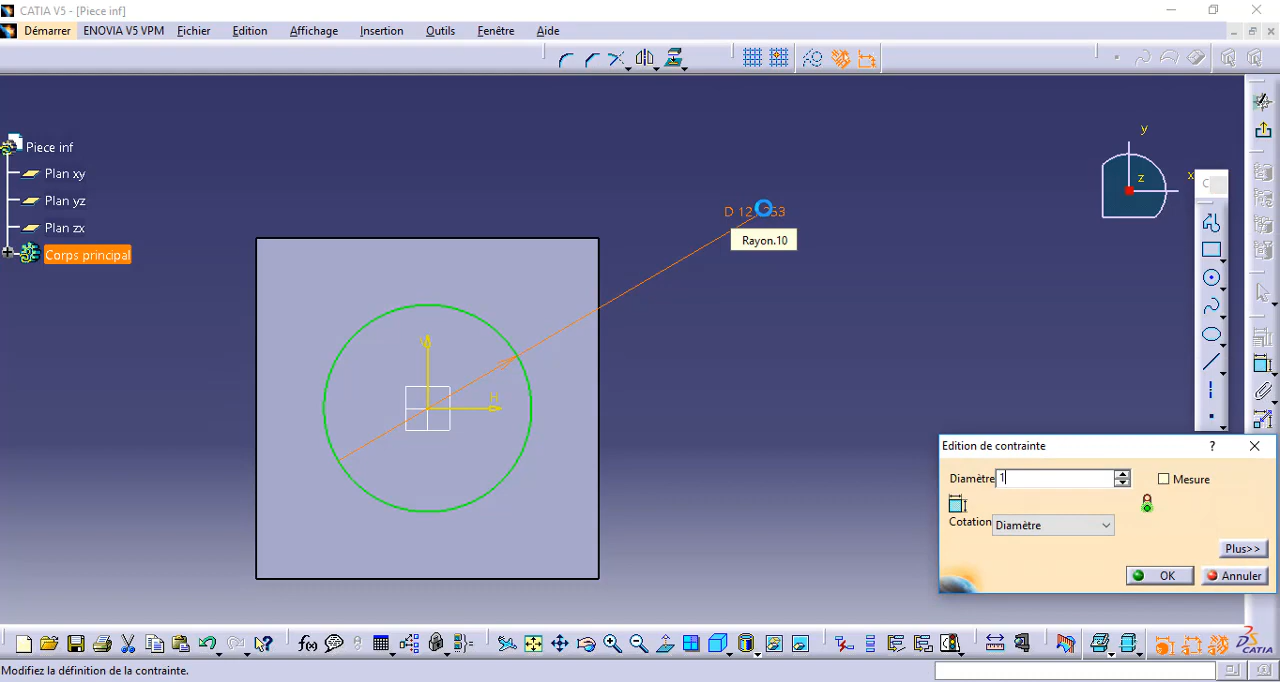 CATIA V5 - [Piece inf]
Démarrer ENOVIA V5 VPM Fichier Edition Affichage Insertion Outils Fenêtre Aide
Piece inf
Plan xy
Plan yz
Plan zx
Corps principal
y
x
z
C
D 12
53
Rayon.10
V
H
Edition de contrainte ?
Diamètre 1 Mesure
Cotation Diamètre
Plus>>
OK Annuler
f(x)
CATIA
Modifiez la définition de la contrainte.